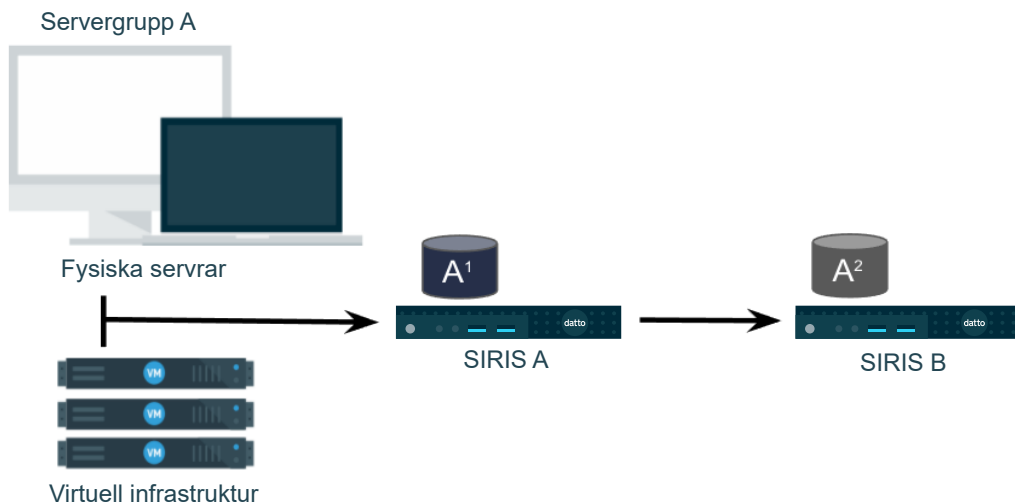 Servergrupp A
Fysiska servrar
A¹
A²
datto
datto
SIRIS A
SIRIS B
VM
VM
VM
Virtuell infrastruktur